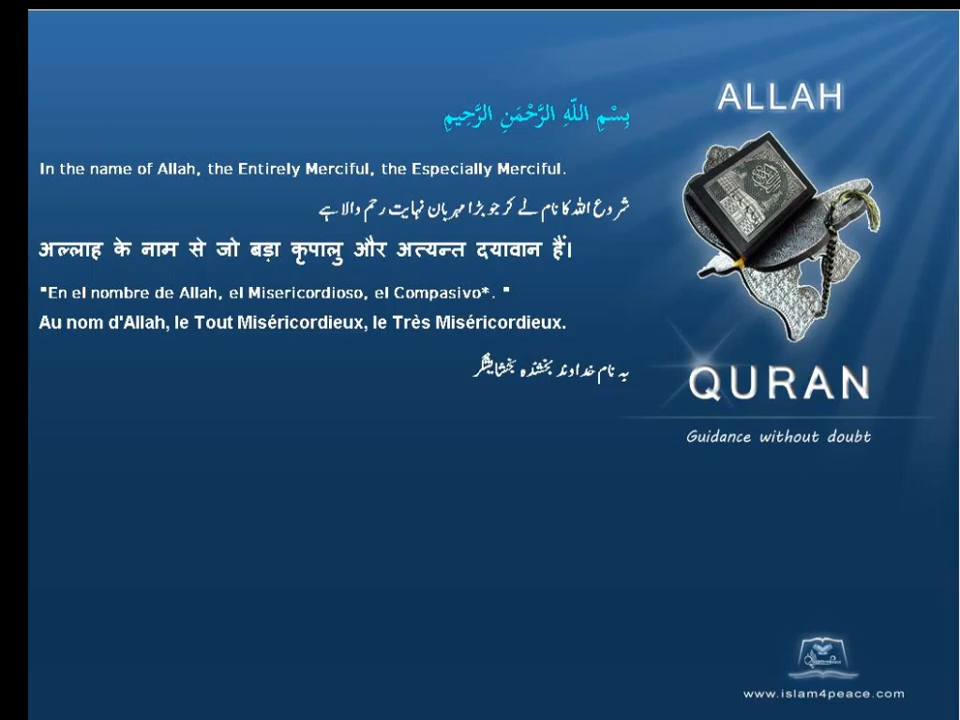 بِسْمِ اللَّهِ الرَّحْمَنِ الرَّحِيمِ
In the name of Allah, the Entirely Merciful, the Especially Merciful.
شروع الله کا نام لے کر جو بڑا مہربان نہایت رحم والا ہے
अल्लाह के नाम से जो बड़ा कृपालु और अत्यन्त दयावान हैं।
"En el nombre de Allah, el Misericordioso, el Compasivo*. "
Au nom d'Allah, le Tout Miséricordieux, le Très Miséricordieux.
به نام خداوند بخشنده بخشایشگر
ALLAH
QURAN
Guidance without doubt
www.islam4peace.com